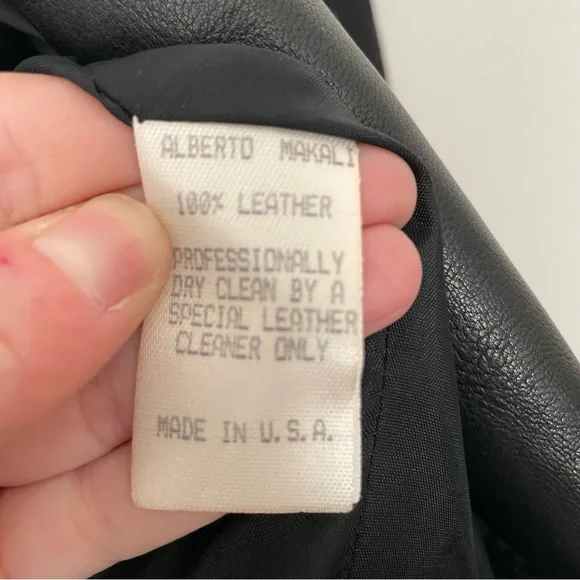 ALBERTO MAKALI
100% LEATHER
PROFESSIONALLY
DRY CLEAN BY A
SPECIAL LEATHER
CLEANER ONLY
MADE IN U.S.A.